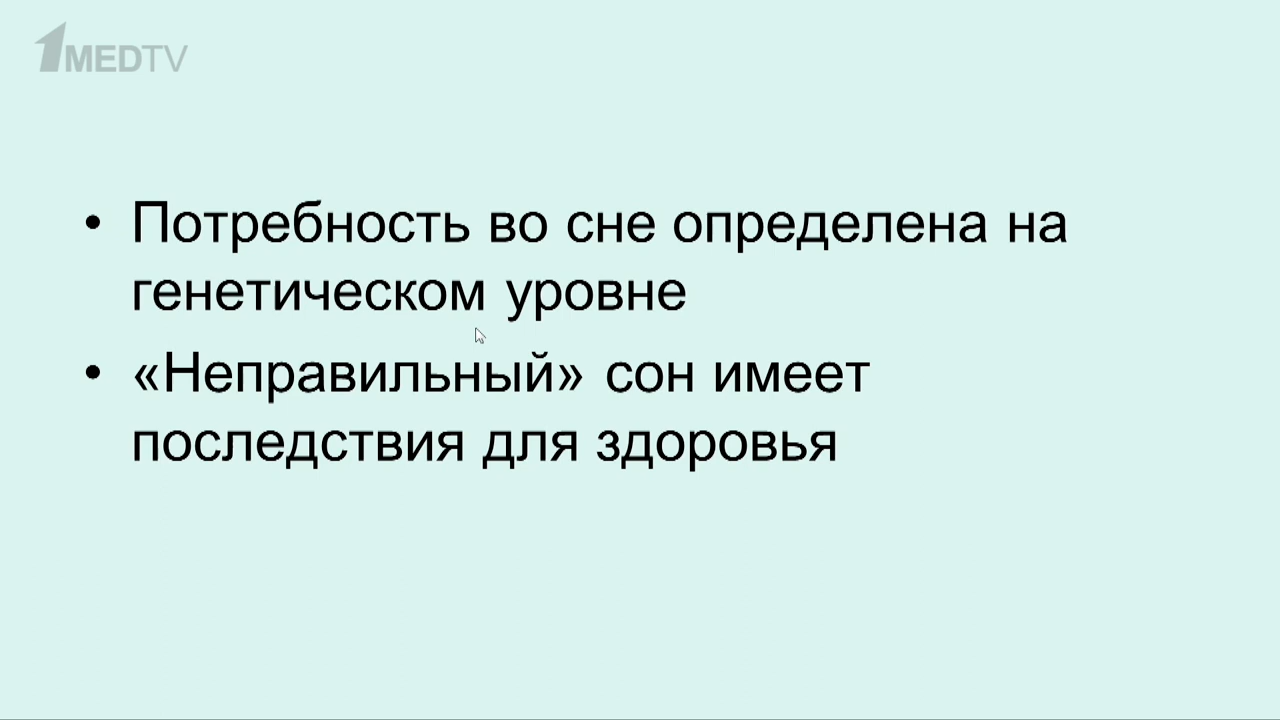 1MEDTV
• Потребность во сне определена на
генетическом уровне
• «Неправильный» сон имеет
последствия для здоровья